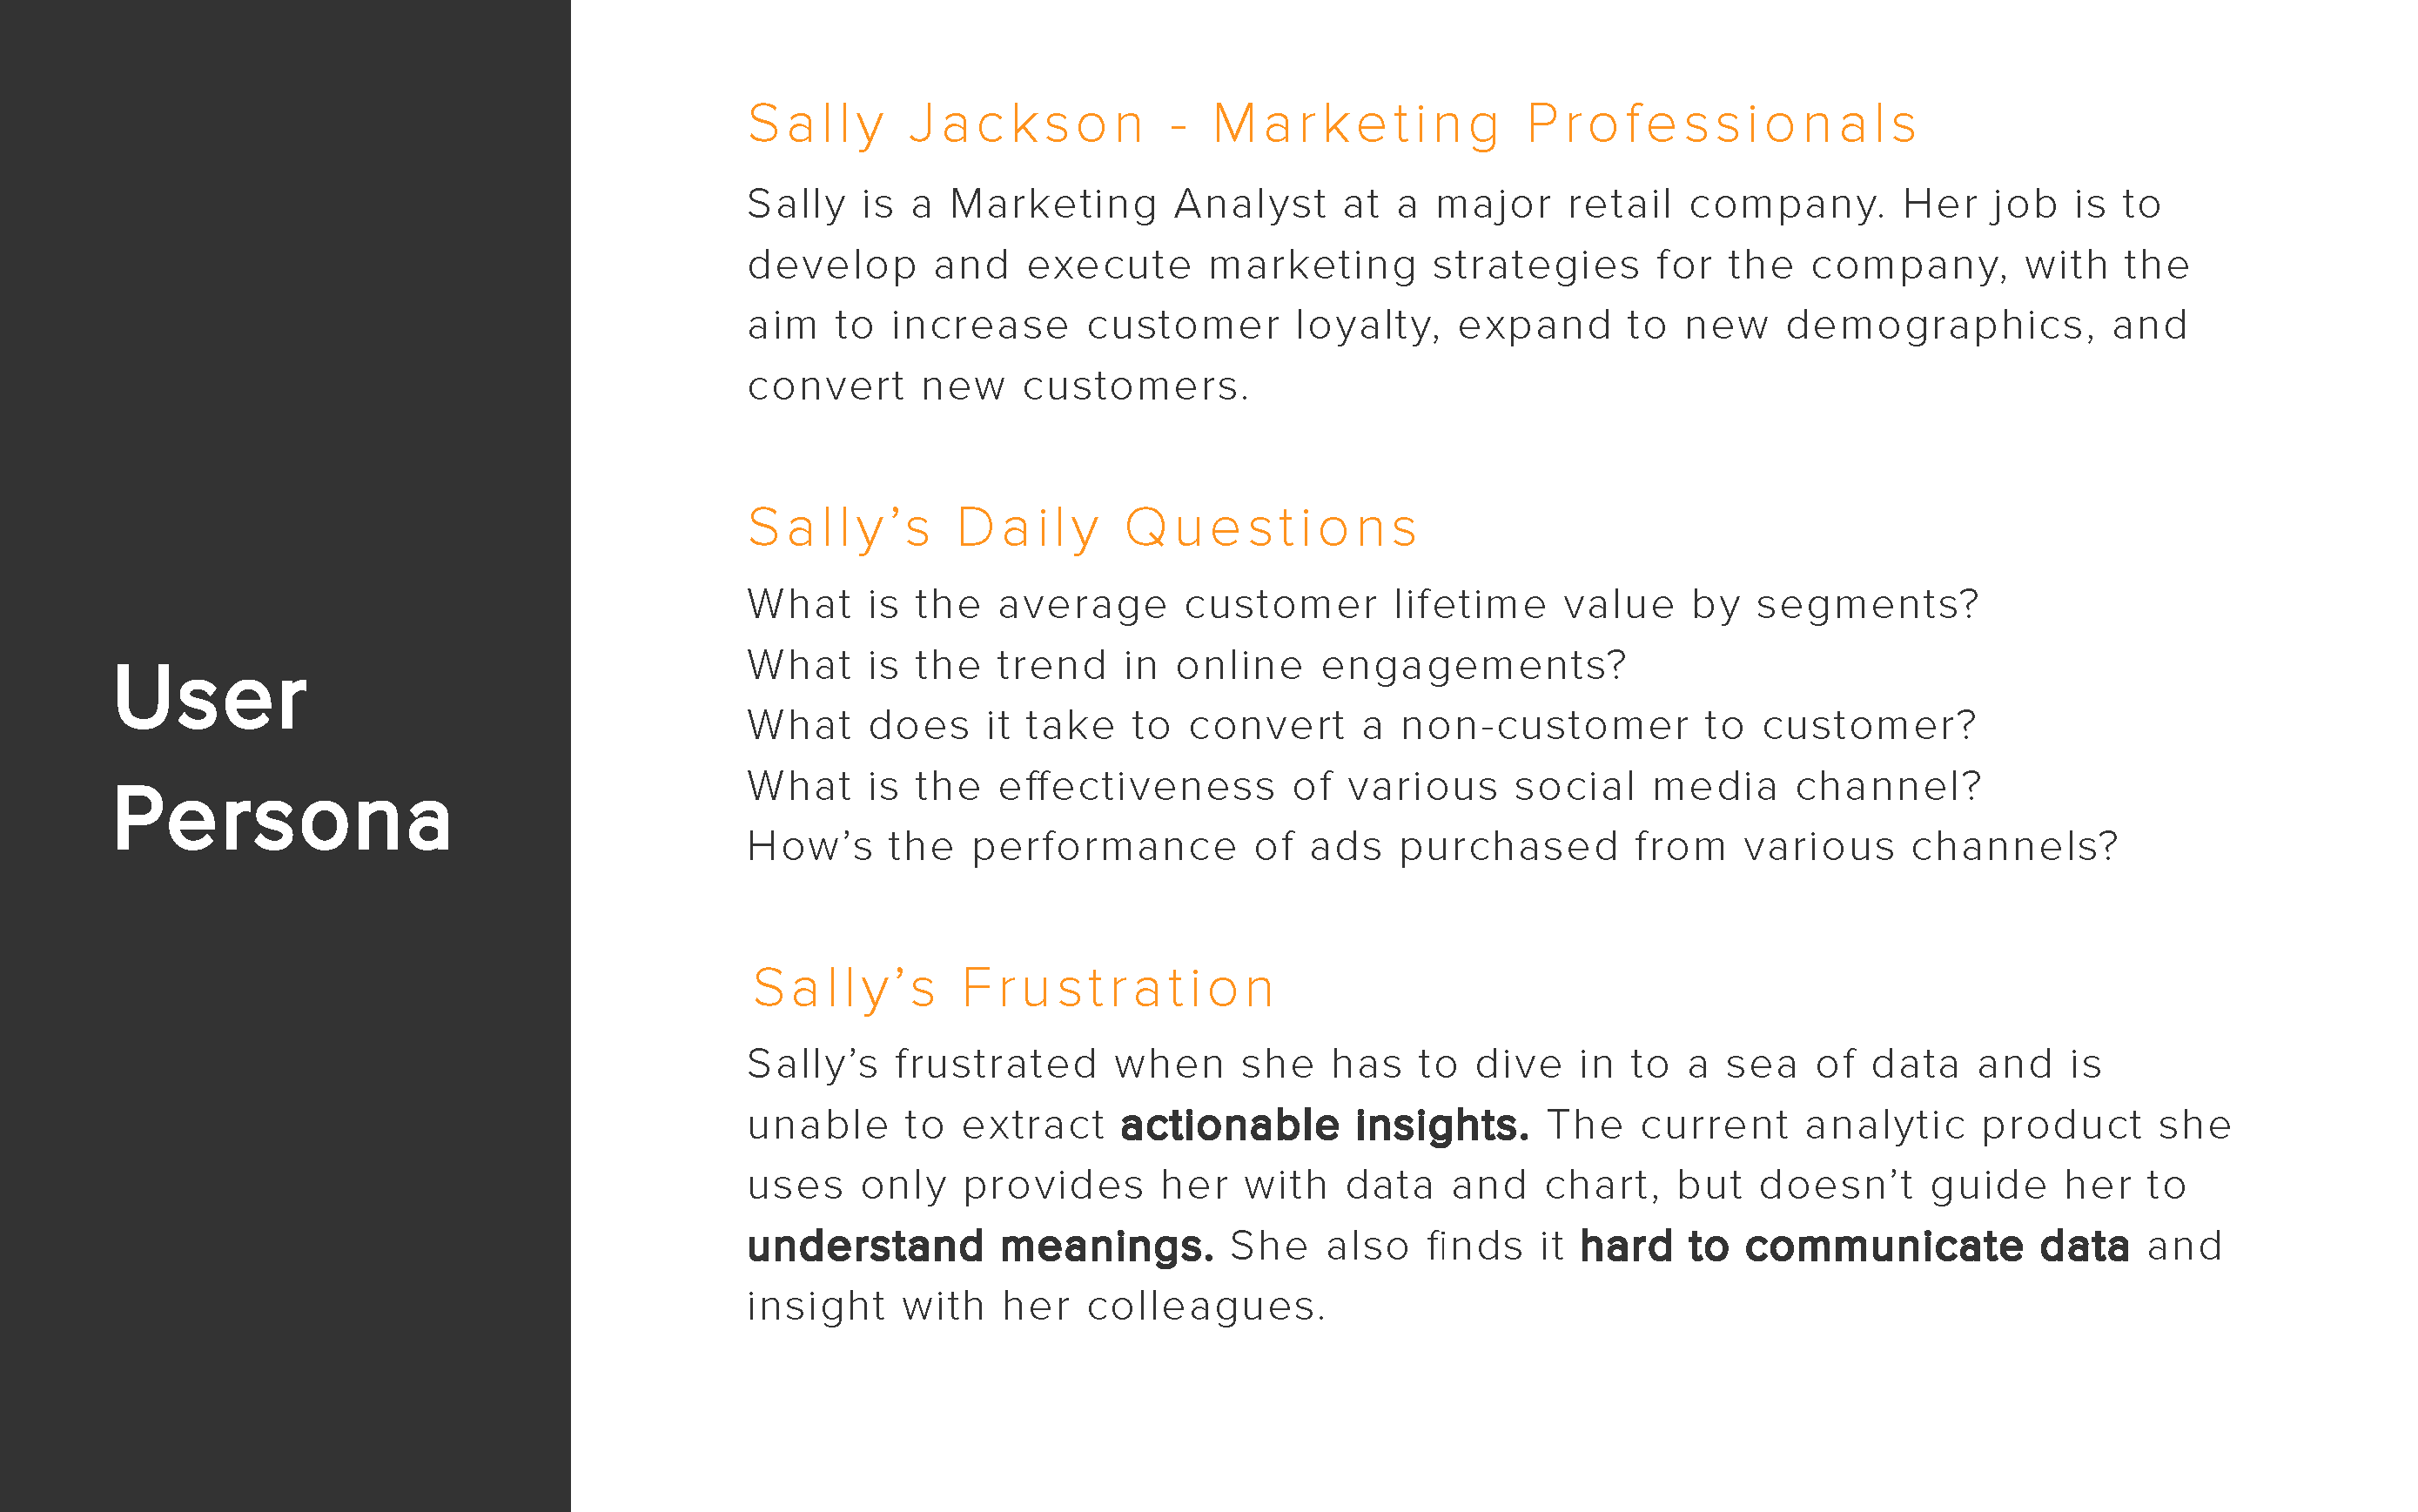 User
Persona
Sally Jackson - Marketing Professionals
Sally is a Marketing Analyst at a major retail company. Her job is to
develop and execute marketing strategies for the company, with the
aim to increase customer loyalty, expand to new demographics, and
convert new customers.
Sally’s Daily Questions
What is the average customer lifetime value by segments?
What is the trend in online engagements?
What does it take to convert a non-customer to customer?
What is the effectiveness of various social media channel?
How’s the performance of ads purchased from various channels?
Sally’s Frustration
Sally’s frustrated when she has to dive in to a sea of data and is
unable to extract actionable insights. The current analytic product she
uses only provides her with data and chart, but doesn’t guide her to
understand meanings. She also finds it hard to communicate data and
insight with her colleagues.